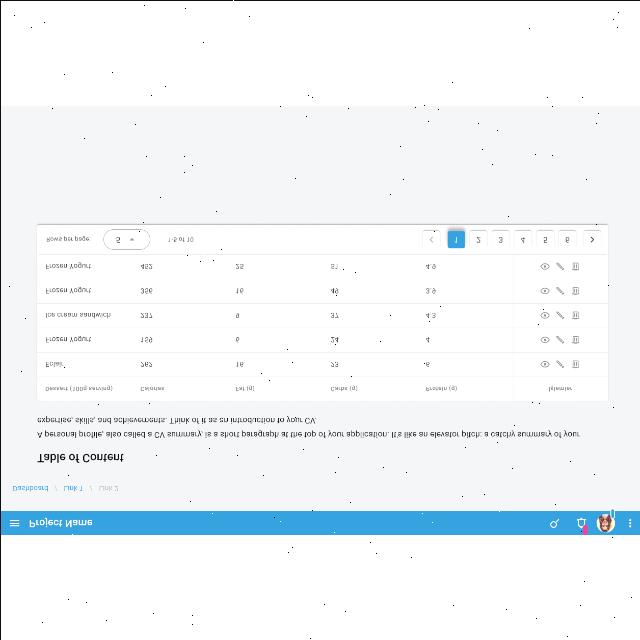 Project Name
Dashboard / Link 1 / Link 2
Table of Content
A personal profile, also called a CV summary, is a short paragraph at the top of your application. It's like an elevator pitch: a catchy summary of your
expertise, skills, and achievements. Think of it as an introduction to your CV.
Dessert (100g serving) Calories Fat (g) Carbs (g) Protein (g) İşlemler
Eclair 262 16 23 6
Frozen Yogurt 159 6 24 4
Ice cream sandwich 237 9 37 4.3
Frozen Yogurt 356 16 49 3.9
Frozen Yogurt 452 25 51 4.9
Rows per page: 5 1-5 of 10 1 2 3 4 5 6